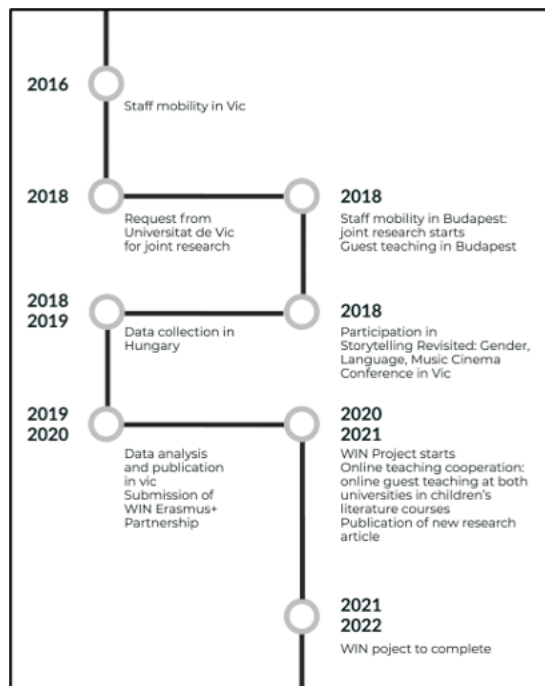 2016
Staff mobility in Vic
2018
Request from
Universitat de Vic
for joint research
2018
Staff mobility in Budapest:
joint research starts
Guest teaching in Budapest
2018
Participation in
Storytelling Revisited: Gender,
Language, Music Cinema
Conference in Vic
2018
2019
Data collection in
Hungary
2019
2020
Data analysis
and publication
in vic
Submission of
WIN Erasmus+
Partnership
2020
2021
WIN Project starts
Online teaching cooperation:
online guest teaching at both
universities in children's
literature courses
Publication of new research
article
2021
2022
WIN poject to complete